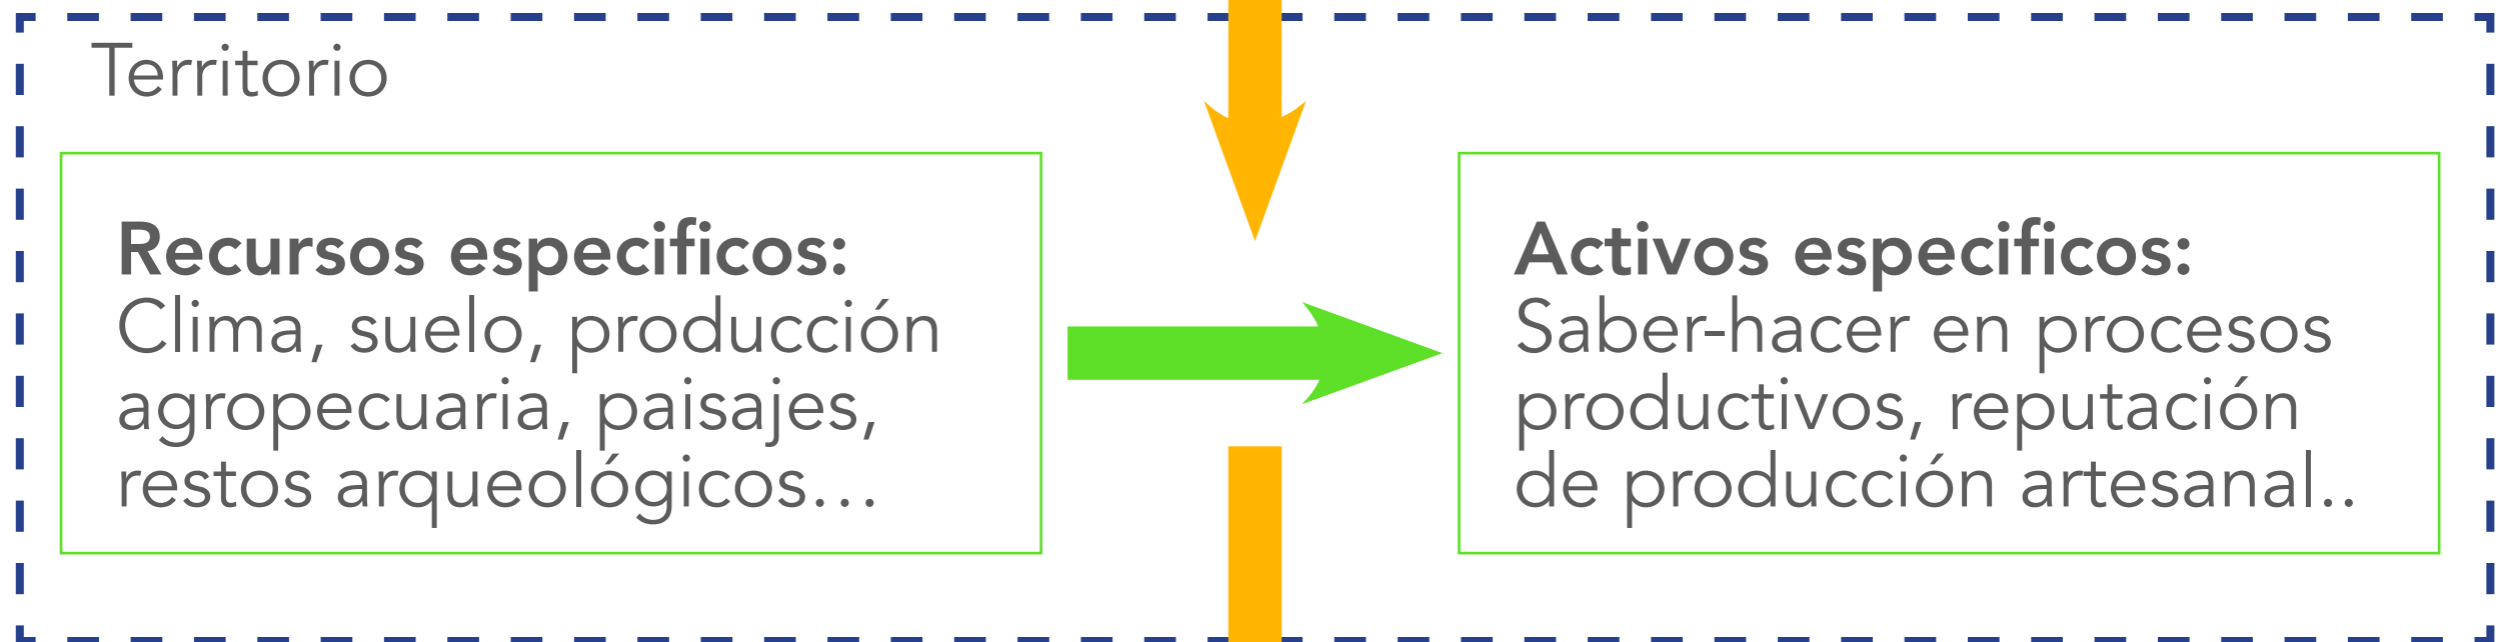 Territorio
Recursos especificos:
Clima, suelo, producción
agropecuaria, paisajes,
restos arqueológicos...
Activos especificos:
Saber-hacer en procesos
productivos, reputación
de producción artesanal..